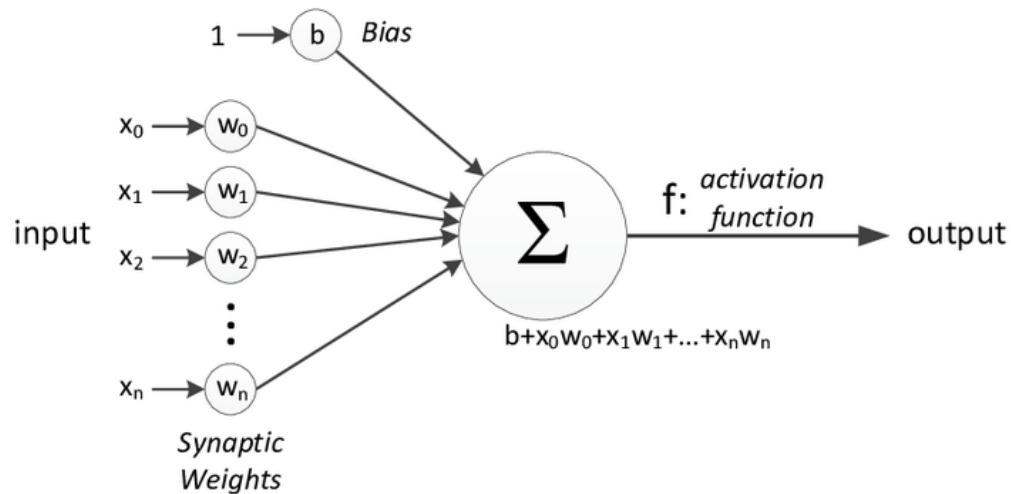 1 b Bias
x₀ w₀
x₁ w₁
input
x₂ w₂
xₙ wₙ
Synaptic
Weights
Σ
b+x₀w₀+x₁w₁+...+xₙwₙ
f: activation
function
output